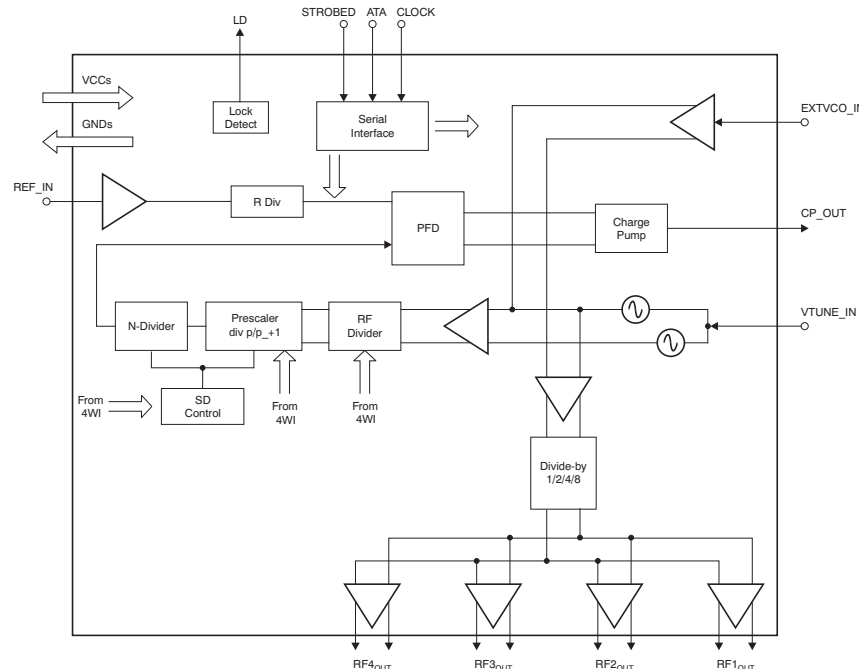 LD
STROBED ATA CLOCK
VCCs
GNDs
Lock
Detect
Serial
Interface
EXTVCO_IN
REF_IN
R Div
PFD
Charge
Pump
CP_OUT
N-Divider
Prescaler
div p/p_+1
RF
Divider
VTUNE_IN
From
4WI
SD
Control
From
4WI
From
4WI
Divide-by
1/2/4/8
RF4OUT RF3OUT RF2OUT RF1OUT